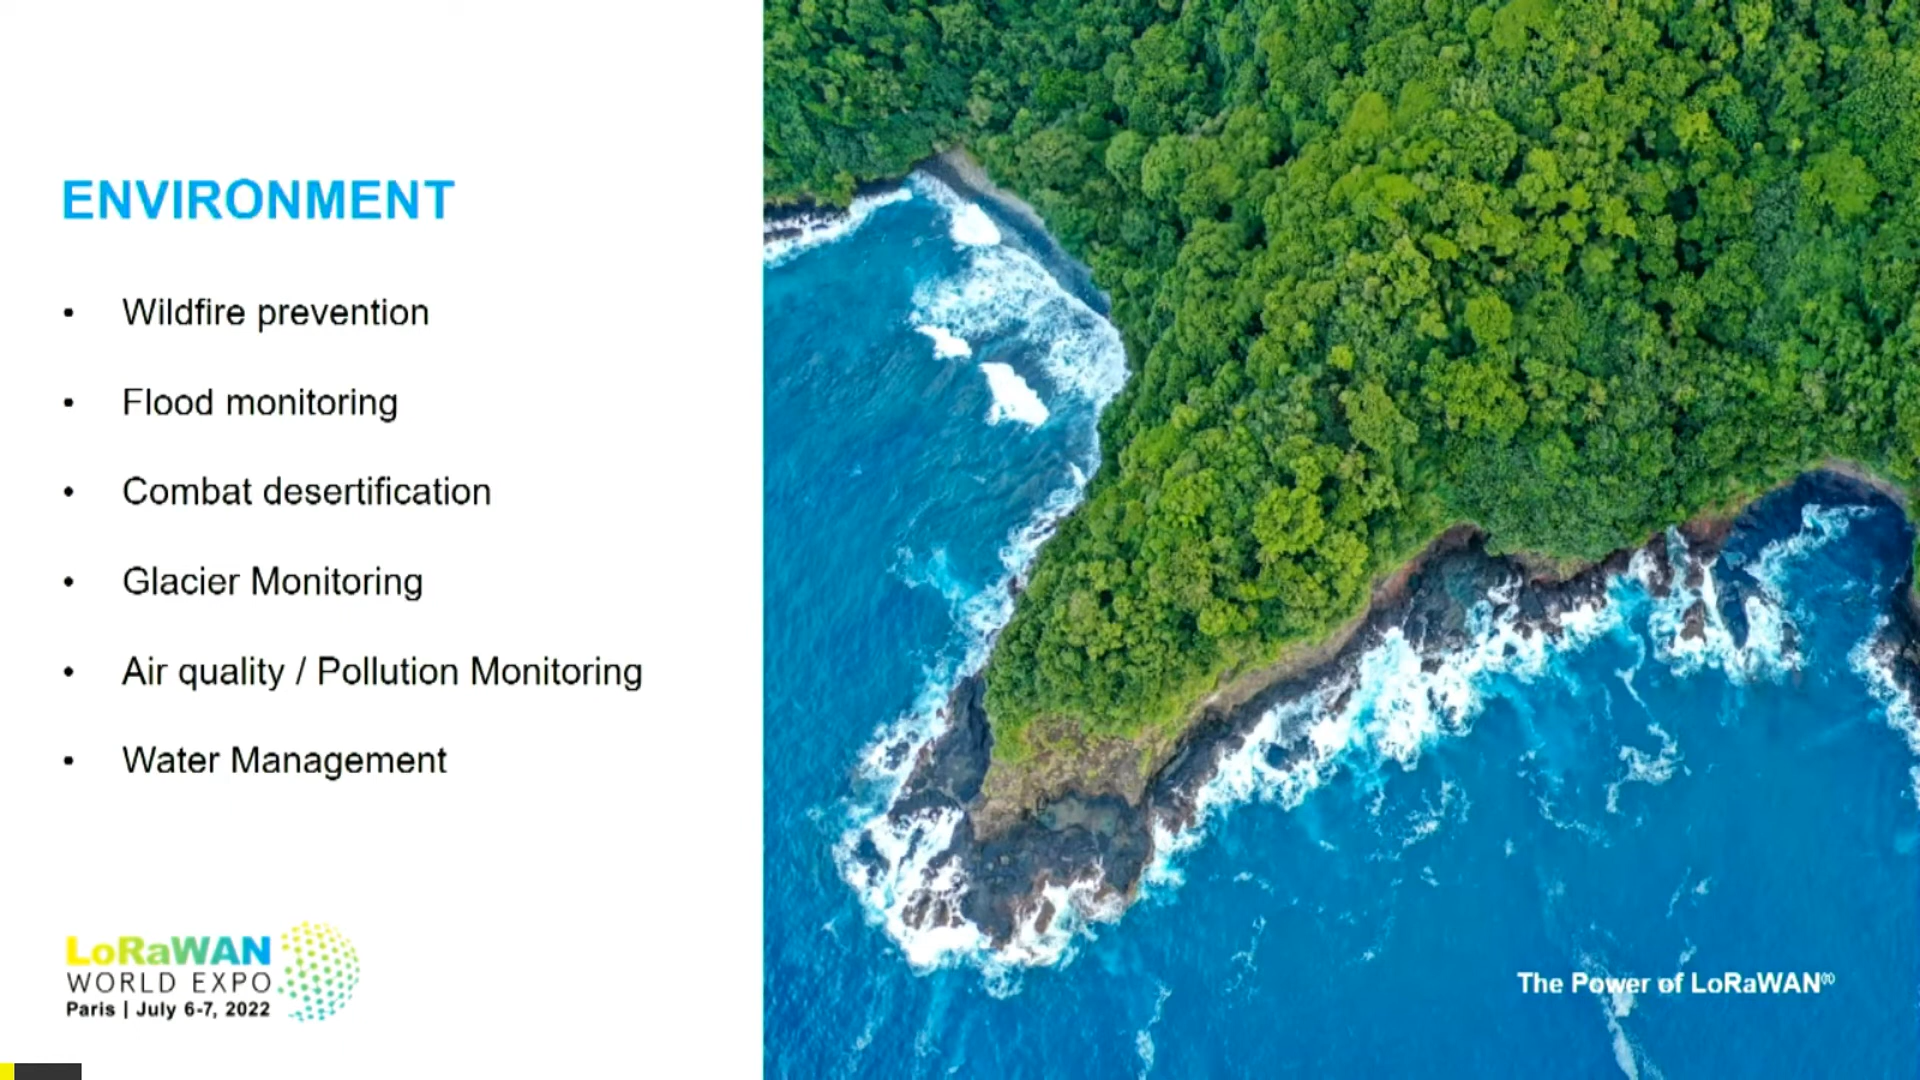 ENVIRONMENT
• Wildfire prevention
• Flood monitoring
• Combat desertification
• Glacier Monitoring
• Air quality / Pollution Monitoring
• Water Management
LoRaWAN
WORLD EXPO
Paris | July 6-7, 2022
The Power of LoRaWAN®